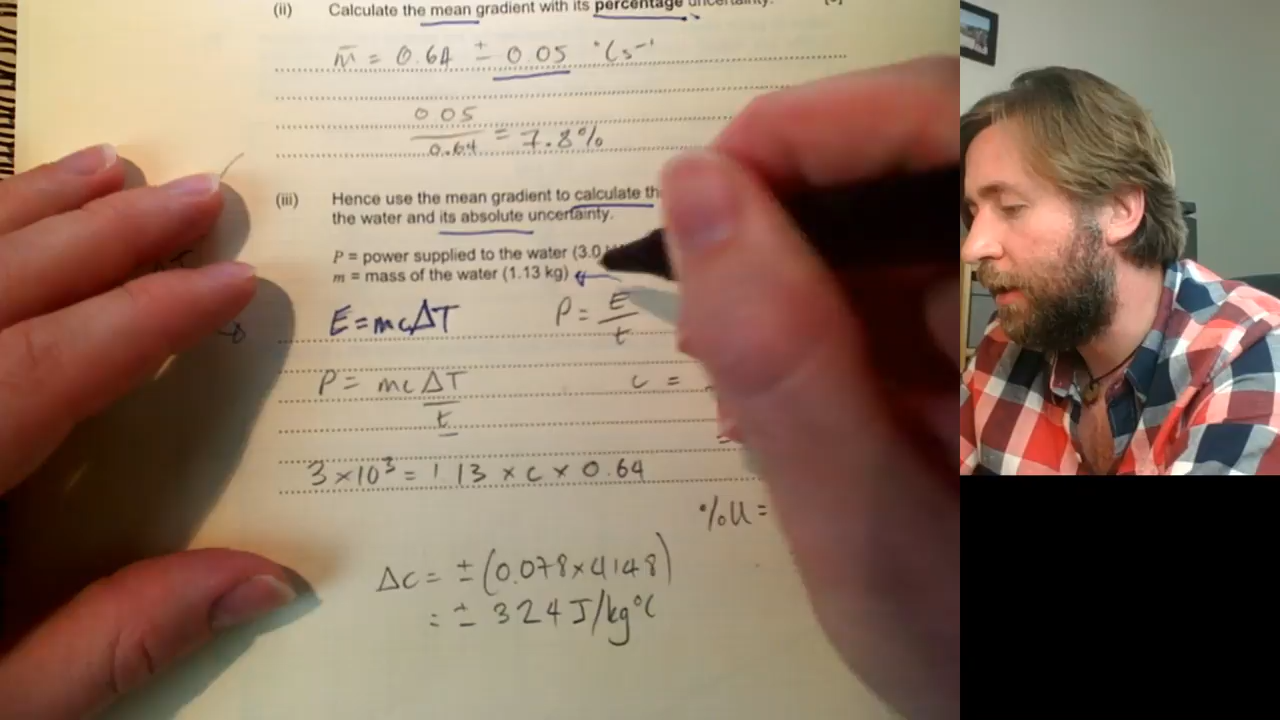 (ii) Calculate the mean gradient with its percentage uncertainty.
m̄ = 0.64 ± 0.05 °Cs⁻¹
0.05
0.64 = 7.8%
(iii) Hence use the mean gradient to calculate
the water and its absolute uncertainty.
P = power supplied to the water (3.0
m = mass of the water (1.13 kg)
E = mcΔT P = E/t
P = mcΔT/t c =
3 × 10³ = 1.13 × c × 0.64
%U =
Δc = ± (0.078 × 4148)
= ± 324 J/kg°C